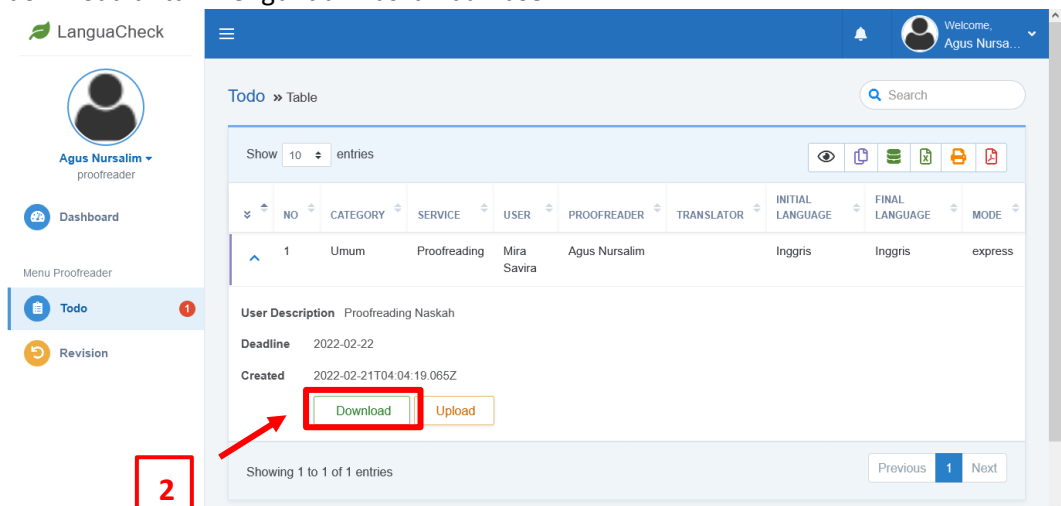 LanguaCheck
Welcome,
Agus Nursa...
Todo » Table
Search
Agus Nursalim
proofreader
Show 10 entries
Dashboard
NO CATEGORY SERVICE USER PROOFREADER TRANSLATOR INITIAL LANGUAGE FINAL LANGUAGE MODE
1 Umum Proofreading Mira Savira Agus Nursalim Inggris Inggris express
Menu Proofreader
Todo 1
Revision
User Description Proofreading Naskah
Deadline 2022-02-22
Created 2022-02-21T04:04:19.065Z
Download Upload
Showing 1 to 1 of 1 entries
Previous 1 Next
2